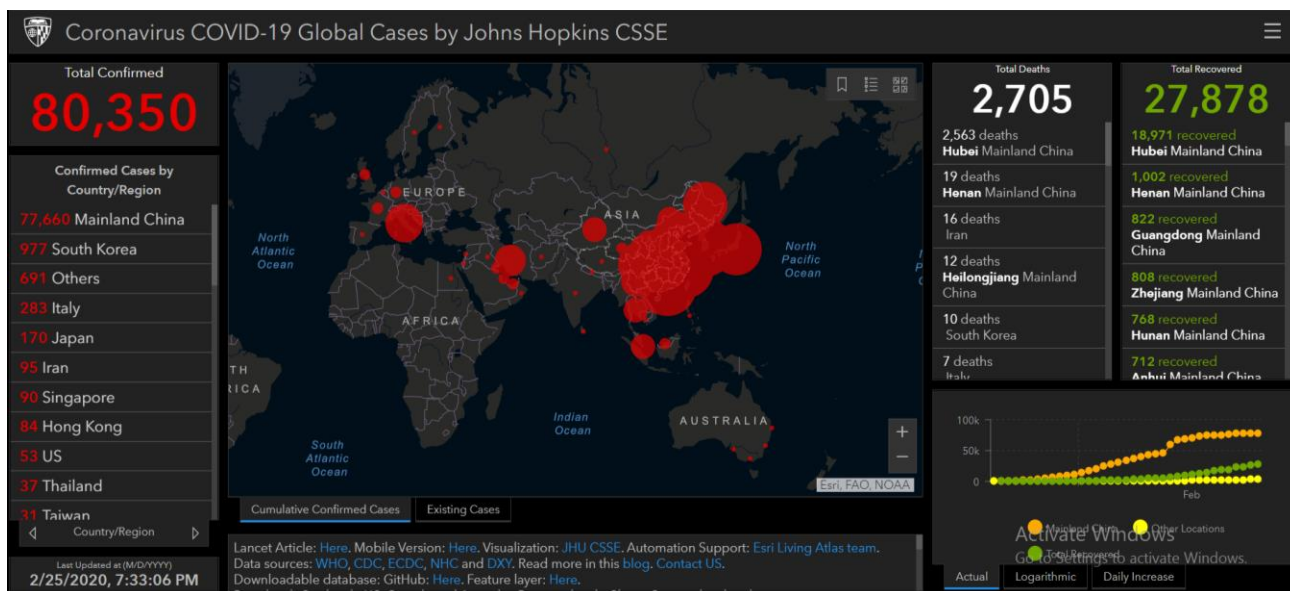 Coronavirus COVID-19 Global Cases by Johns Hopkins CSSE
Total Confirmed
80,350
Confirmed Cases by
Country/Region
77,660 Mainland China
977 South Korea
691 Others
283 Italy
170 Japan
95 Iran
90 Singapore
84 Hong Kong
53 US
37 Thailand
31 Taiwan
Country/Region
Last Updated at (M/D/YYYY)
2/25/2020, 7:33:06 PM
EUROPE
ASIA
North
Atlantic
Ocean
North
Pacific
Ocean
AFRICA
TH
RICA
Indian
Ocean
AUSTRALIA
South
Atlantic
Ocean
+
−
Esri, FAO, NOAA
Cumulative Confirmed Cases
Existing Cases
Lancet Article: Here. Mobile Version: Here. Visualization: JHU CSSE. Automation Support: Esri Living Atlas team.
Data sources: WHO, CDC, ECDC, NHC and DXY. Read more in this blog. Contact US.
Downloadable database: GitHub: Here. Feature layer: Here.
Total Deaths
2,705
2,563 deaths
Hubei Mainland China
19 deaths
Henan Mainland China
16 deaths
Iran
12 deaths
Heilongjiang Mainland
China
10 deaths
South Korea
7 deaths
Italy
Total Recovered
27,878
18,971 recovered
Hubei Mainland China
1,002 recovered
Henan Mainland China
822 recovered
Guangdong Mainland
China
808 recovered
Zhejiang Mainland China
768 recovered
Hunan Mainland China
712 recovered
Anhui Mainland China
100k
50k
0
Feb
Mainland China
Other Locations
Total Recovered
Activate Windows
Go to Settings to activate Windows.
Actual
Logarithmic
Daily Increase